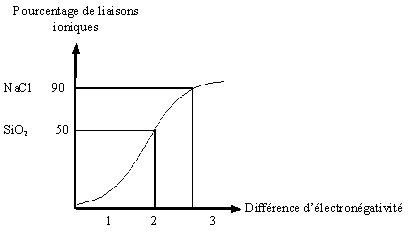 Pourcentage de liaisons
ioniques
NaCl 90
SiO₂ 50
Différence d'électronégativité
1 2 3